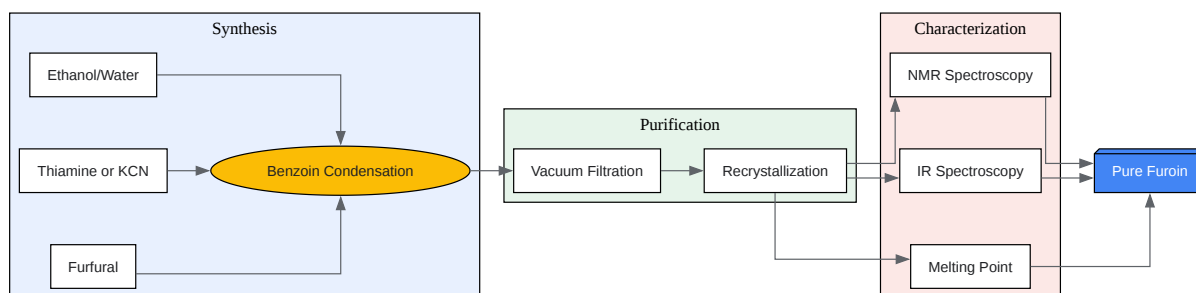 Synthesis
Ethanol/Water
Thiamine or KCN
Furfural
Benzoin Condensation
Purification
Vacuum Filtration
Recrystallization
Characterization
NMR Spectroscopy
IR Spectroscopy
Melting Point
Pure Furoin